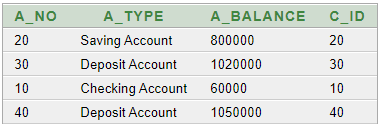 A_NO A_TYPE A_BALANCE C_ID
20 Saving Account 800000 20
30 Deposit Account 1020000 30
10 Checking Account 60000 10
40 Deposit Account 1050000 40